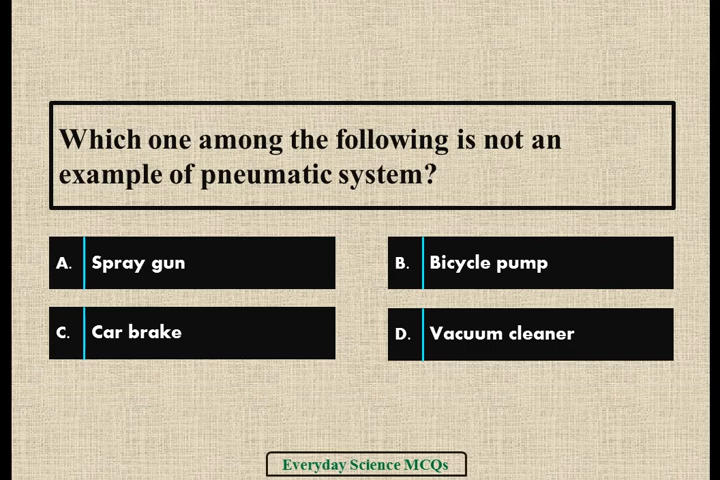 Which one among the following is not an
example of pneumatic system?
A. Spray gun
B. Bicycle pump
C. Car brake
D. Vacuum cleaner
Everyday Science MCQs